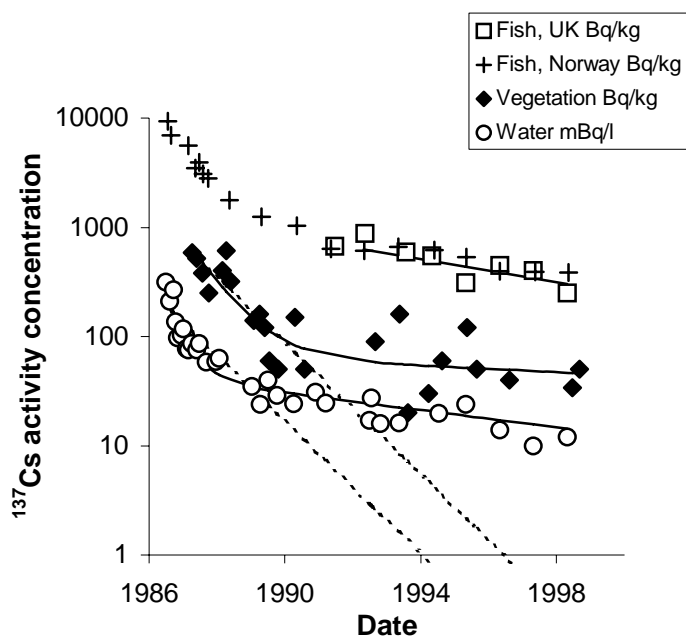 Fish, UK Bq/kg
Fish, Norway Bq/kg
Vegetation Bq/kg
Water mBq/l
10000
1000
100
10
1
137Cs activity concentration
1986
1990
1994
1998
Date